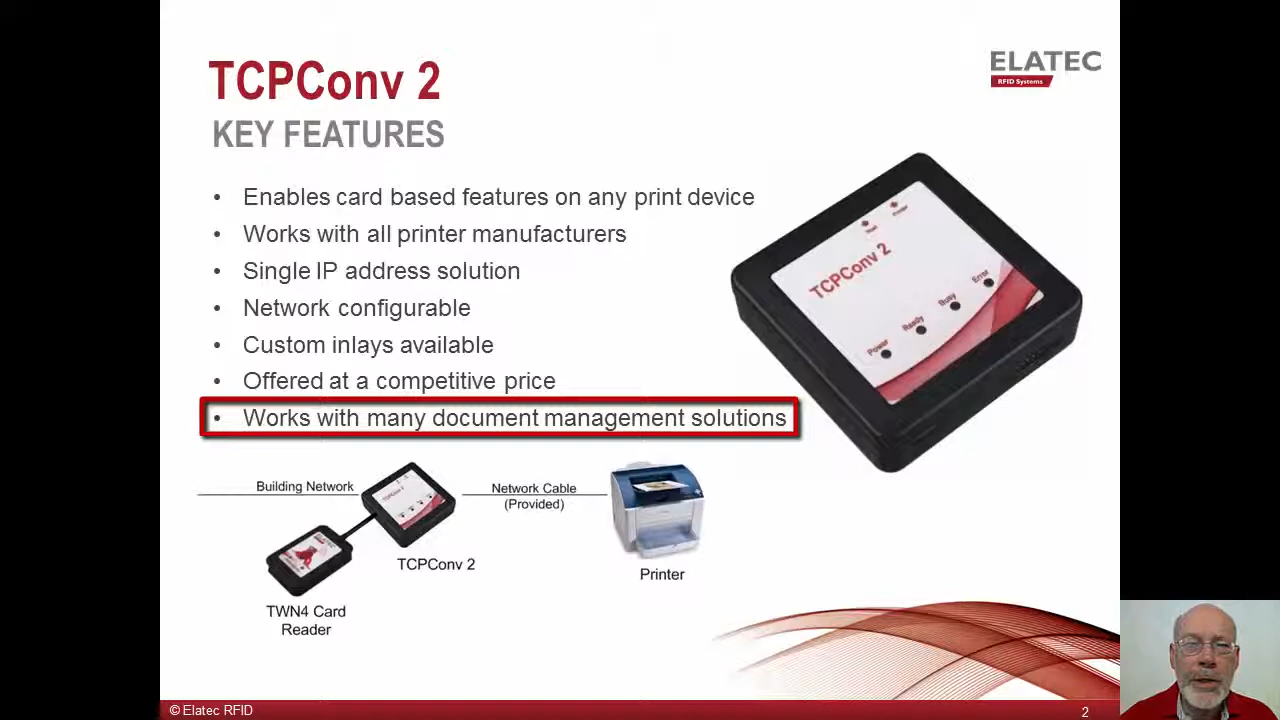 TCPConv 2
KEY FEATURES
ELATEC
RFID Systems
• Enables card based features on any print device
• Works with all printer manufacturers
• Single IP address solution
• Network configurable
• Custom inlays available
• Offered at a competitive price
• Works with many document management solutions
TCPConv 2
Power
Ready
Busy
Error
Building Network
Network Cable
(Provided)
TCPConv 2
ELATEC
TCPConv 2
Printer
TWN4 Card
Reader
© Elatec RFID
2